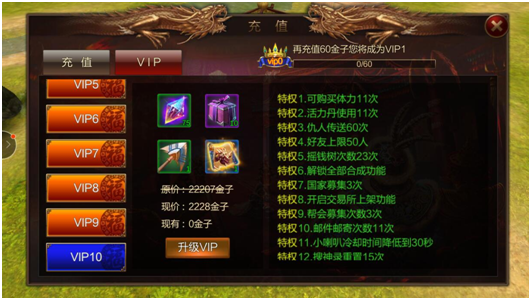 充 值
充 值
VIP
vip0
再充值60金子您将成为VIP1
0/60
VIP5
VIP6
VIP7
VIP8
VIP9
VIP10
原价：22207金子
现价：2228金子
现有：0金子
升级VIP
特权1.可购买体力11次
特权2.活力丹使用11次
特权3.仇人传送60次
特权4.好友上限50人
特权5.摇钱树次数23次
特权6.解锁全部合成功能
特权7.国家募集3次
特权8.开启交易所上架功能
特权9.帮会募集次数3次
特权10.邮件邮寄次数11次
特权11.小喇叭冷却时间降低到30秒
特权12.搜神录重置15次